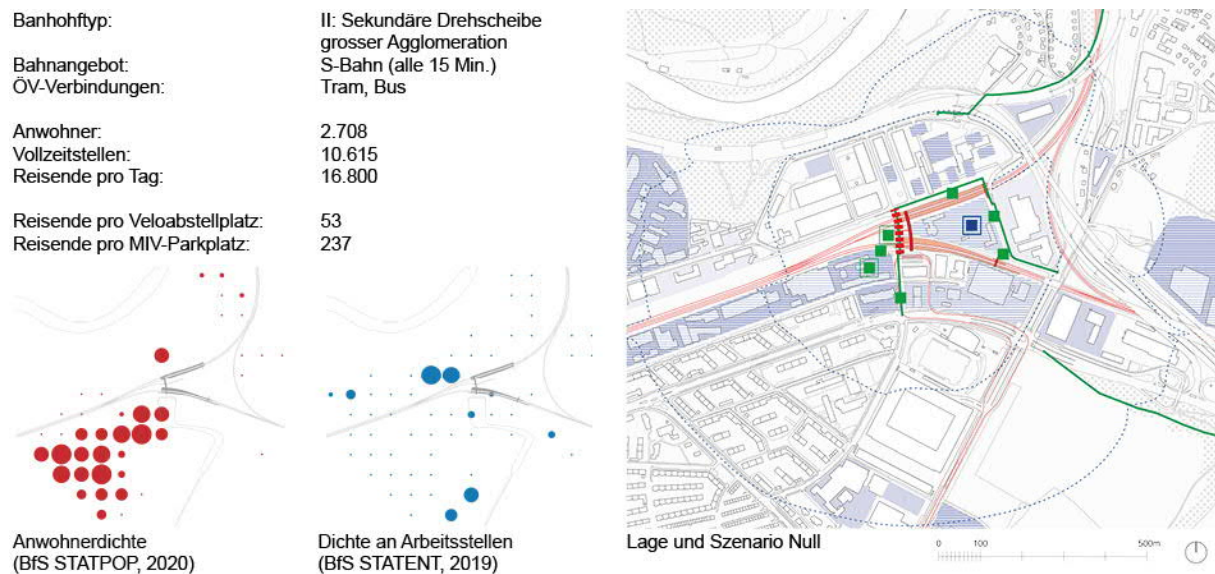 Banhohftyp: II: Sekundäre Drehscheibe
grosser Agglomeration
Bahnangebot: S-Bahn (alle 15 Min.)
ÖV-Verbindungen: Tram, Bus
Anwohner: 2.708
Vollzeitstellen: 10.615
Reisende pro Tag: 16.800
Reisende pro Veloabstellplatz: 53
Reisende pro MIV-Parkplatz: 237
Anwohnerdichte
(BfS STATPOP, 2020)
Dichte an Arbeitsstellen
(BfS STATENT, 2019)
Lage und Szenario Null
0 100 500m